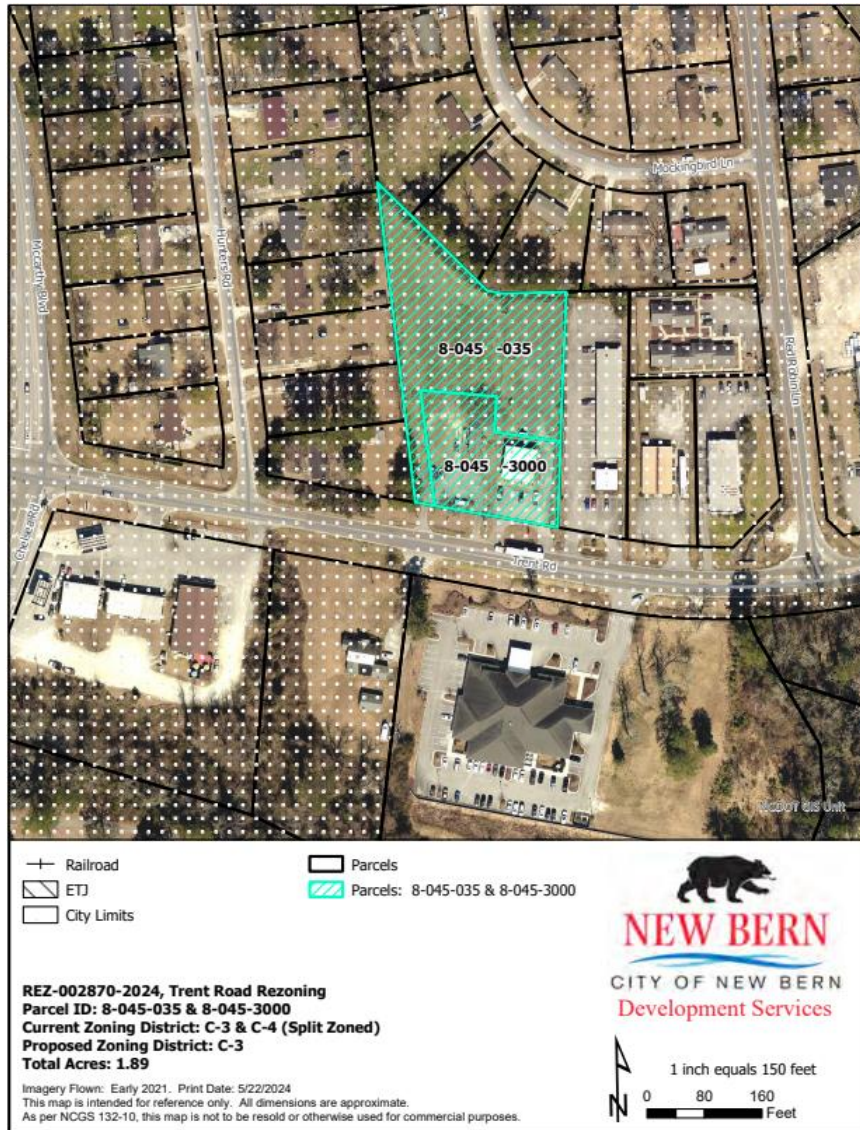 Mockingbird Ln
Mccarthy Blvd
Hunters Rd
Red Robin Ln
8-045 -035
8-045 -3000
Chelsea Rd
Trent Rd
NCDOT GIS Unit
Railroad
ETJ
City Limits
Parcels
Parcels: 8-045-035 & 8-045-3000
NEW BERN
CITY OF NEW BERN
Development Services
REZ-002870-2024, Trent Road Rezoning
Parcel ID: 8-045-035 & 8-045-3000
Current Zoning District: C-3 & C-4 (Split Zoned)
Proposed Zoning District: C-3
Total Acres: 1.89
Imagery Flown: Early 2021. Print Date: 5/22/2024
This map is intended for reference only. All dimensions are approximate.
As per NCGS 132-10, this map is not to be resold or otherwise used for commercial purposes.
N
1 inch equals 150 feet
0 80 160
Feet